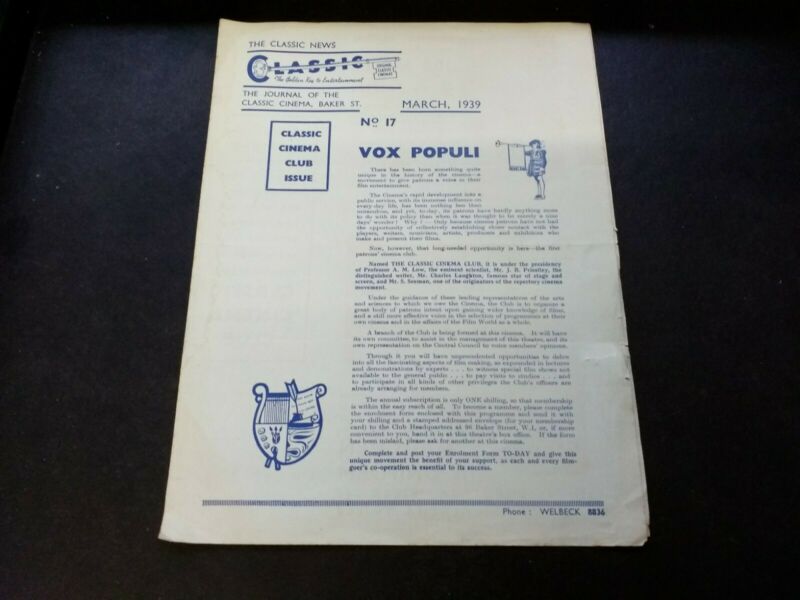 THE CLASSIC NEWS
CLASSIC
ORIGINAL CLASSIC CINEMAS
The Golden Key to Entertainment
THE JOURNAL OF THE
CLASSIC CINEMA, BAKER ST.
MARCH, 1939
No 17
CLASSIC
CINEMA
CLUB
ISSUE
VOX POPULI
There has been born something quite
unique in the history of the cinema—a
movement to give patrons a voice in their
film entertainment.
The Cinema's rapid development into a
public service, with its immense influence on
every-day life, has been nothing less than
miraculous, and yet, to-day, its patrons have hardly anything more
to do with its policy than when it was thought to be merely a nine
days' wonder! Why? Only because cinema patrons have not had
the opportunity of collectively establishing closer contact with the
players, writers, musicians, artists, producers and exhibitors who
make and present their films.
Now, however, that long-needed opportunity is here—the first
patrons' cinema club.
Named THE CLASSIC CINEMA CLUB, it is under the presidency
of Professor A. M. Low, the eminent scientist, Mr. J. B. Priestley, the
distinguished writer, Mr. Charles Laughton, famous star of stage and
screen, and Mr. S. Seeman, one of the originators of the repertory cinema
movement.
Under the guidance of these leading representatives of the arts
and sciences to which we owe the Cinema, the Club is to organise a
great body of patrons intent upon gaining wider knowledge of films,
and a still more effective voice in the selection of programmes at their
own cinema and in the affairs of the Film World as a whole.
A branch of the Club is being formed at this cinema. It will have
its own committee, to assist in the management of this theatre, and its
own representation on the Central Council to voice members' opinions.
Through it you will have unprecedented opportunities to delve
into all the fascinating aspects of film making, as expounded in lectures
and demonstrations by experts . . . to witness special film shows not
available to the general public . . . to pay visits to studios . . . and
to participate in all kinds of other privileges the Club's officers are
already arranging for members.
The annual subscription is only ONE shilling, so that membership
is within the easy reach of all. To become a member, please complete
the enrolment form enclosed with this programme and send it with
your shilling and a stamped addressed envelope (for your membership
card) to the Club Headquarters at 98 Baker Street, W.1, or, if more
convenient to you, hand it in at this theatre's box office. If the form
has been mislaid, please ask for another at this cinema.
Complete and post your Enrolment Form TO-DAY and give this
unique movement the benefit of your support, as each and every film-
goer's co-operation is essential to its success.
Phone : WELBECK 8836